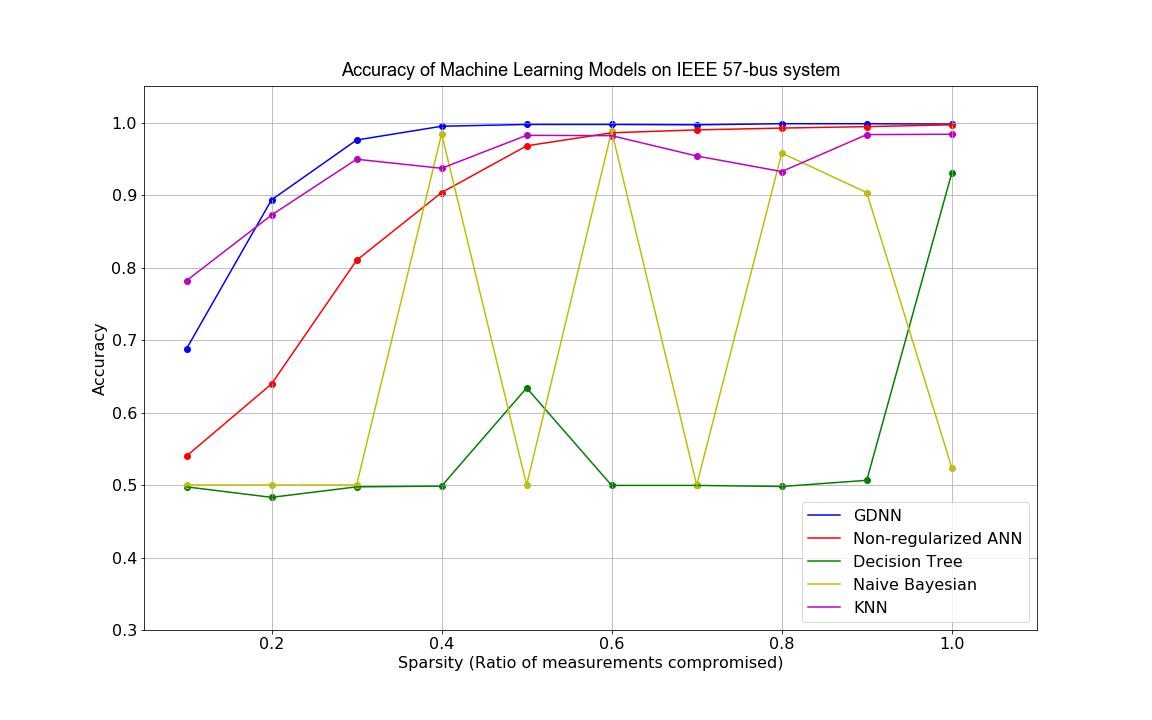 Accuracy of Machine Learning Models on IEEE 57-bus system
1.0
0.9
0.8
0.7
0.6
0.5
0.4
0.3
Accuracy
GDNN
Non-regularized ANN
Decision Tree
Naive Bayesian
KNN
0.2 0.4 0.6 0.8 1.0
Sparsity (Ratio of measurements compromised)